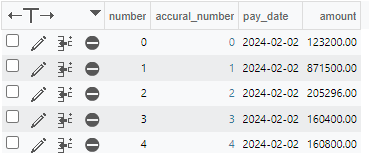 number accural_number pay_date amount
0 0 2024-02-02 123200.00
1 1 2024-02-02 871500.00
2 2 2024-02-02 205296.00
3 3 2024-02-02 160400.00
4 4 2024-02-02 160800.00